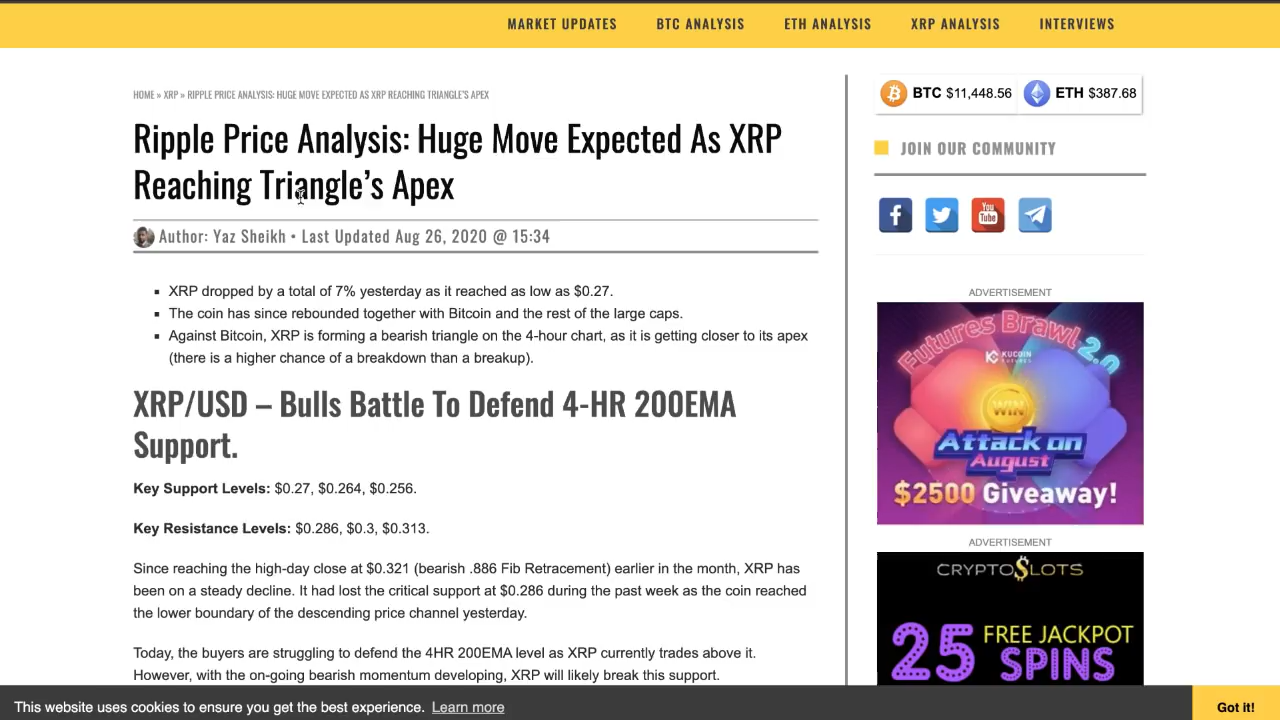 MARKET UPDATES BTC ANALYSIS ETH ANALYSIS XRP ANALYSIS INTERVIEWS
HOME » XRP » RIPPLE PRICE ANALYSIS: HUGE MOVE EXPECTED AS XRP REACHING TRIANGLE'S APEX
Ripple Price Analysis: Huge Move Expected As XRP
Reaching Triangle’s Apex
Author: Yaz Sheikh • Last Updated Aug 26, 2020 @ 15:34
▪ XRP dropped by a total of 7% yesterday as it reached as low as $0.27.
▪ The coin has since rebounded together with Bitcoin and the rest of the large caps.
▪ Against Bitcoin, XRP is forming a bearish triangle on the 4-hour chart, as it is getting closer to its apex
(there is a higher chance of a breakdown than a breakup).
XRP/USD – Bulls Battle To Defend 4-HR 200EMA
Support.
Key Support Levels: $0.27, $0.264, $0.256.
Key Resistance Levels: $0.286, $0.3, $0.313.
Since reaching the high-day close at $0.321 (bearish .886 Fib Retracement) earlier in the month, XRP has
been on a steady decline. It had lost the critical support at $0.286 during the past week as the coin reached
the lower boundary of the descending price channel yesterday.
Today, the buyers are struggling to defend the 4HR 200EMA level as XRP currently trades above it.
However, with the on-going bearish momentum developing, XRP will likely break this support.
BTC $11,448.56 ETH $387.68
JOIN OUR COMMUNITY
You
Tube
ADVERTISEMENT
Futures Brawl 2.0
KUCOIN
FUTURES
WIN
Attack on
August
$2500 Giveaway!
ADVERTISEMENT
CRYPTOSLOTS
25 FREE JACKPOT
SPINS
This website uses cookies to ensure you get the best experience. Learn more
Got it!